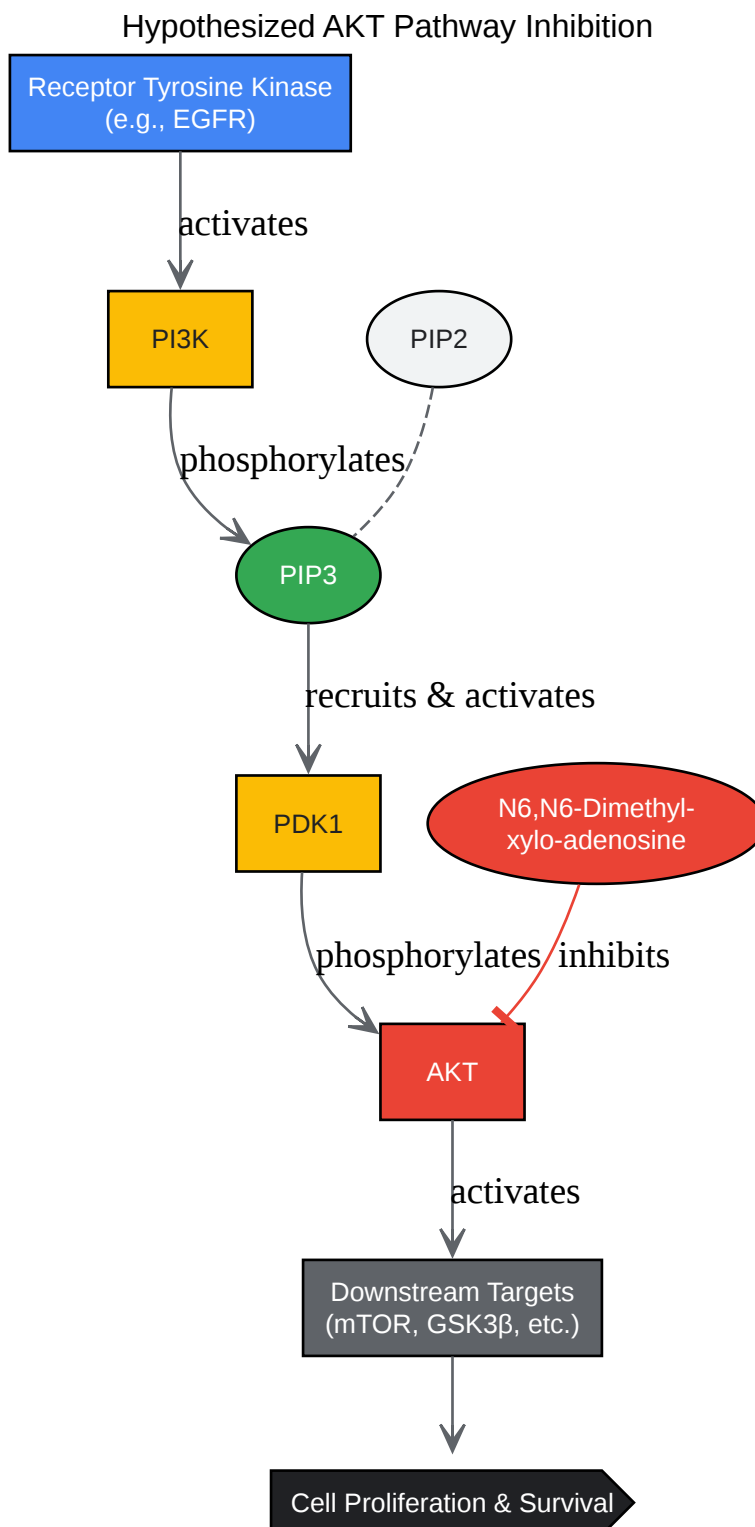 Hypothesized AKT Pathway Inhibition
Receptor Tyrosine Kinase
(e.g., EGFR)
activates
PI3K
PIP2
phosphorylates
PIP3
recruits & activates
PDK1
N6,N6-Dimethyl-
xylo-adenosine
phosphorylates
inhibits
AKT
activates
Downstream Targets
(mTOR, GSK3β, etc.)
Cell Proliferation & Survival